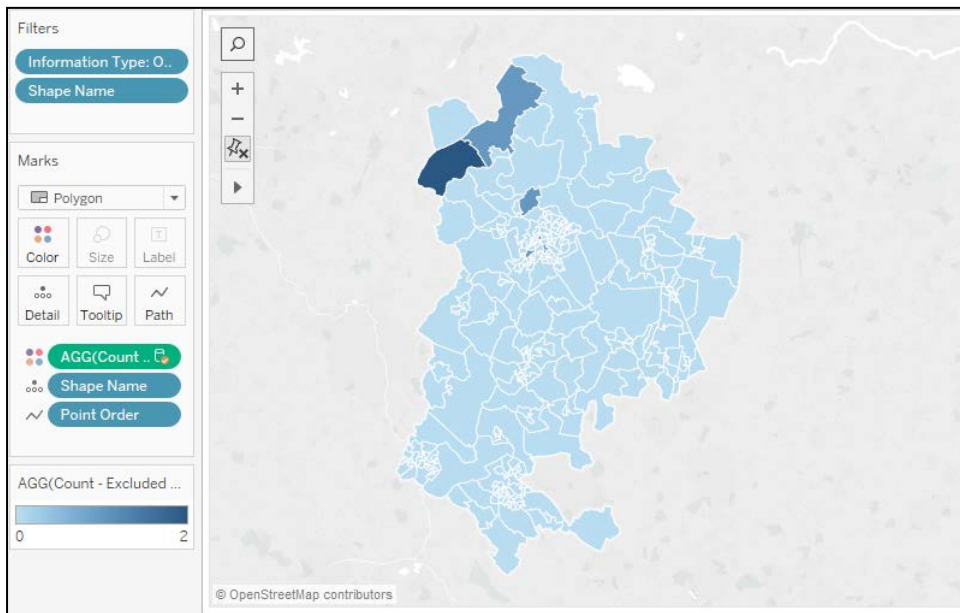 Filters
Information Type: O..
Shape Name
Marks
Polygon
Color
Size
Label
Detail
Tooltip
Path
AGG(Count ..
Shape Name
Point Order
AGG(Count - Excluded ...
0 2
© OpenStreetMap contributors